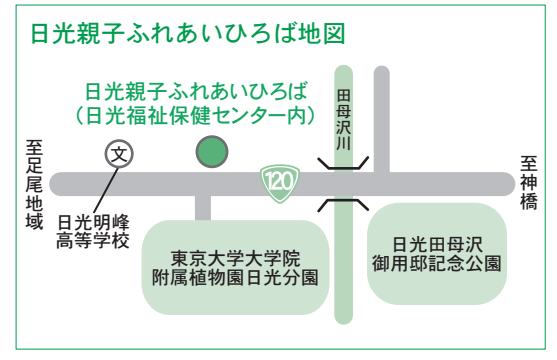 日光親子ふれあいひろば地図
日光親子ふれあいひろば
（日光福祉保健センター内）
田母沢川
文
120
至足尾地域
至神橋
日光明峰
高等学校
東京大学大学院
附属植物園日光分園
日光田母沢
御用邸記念公園